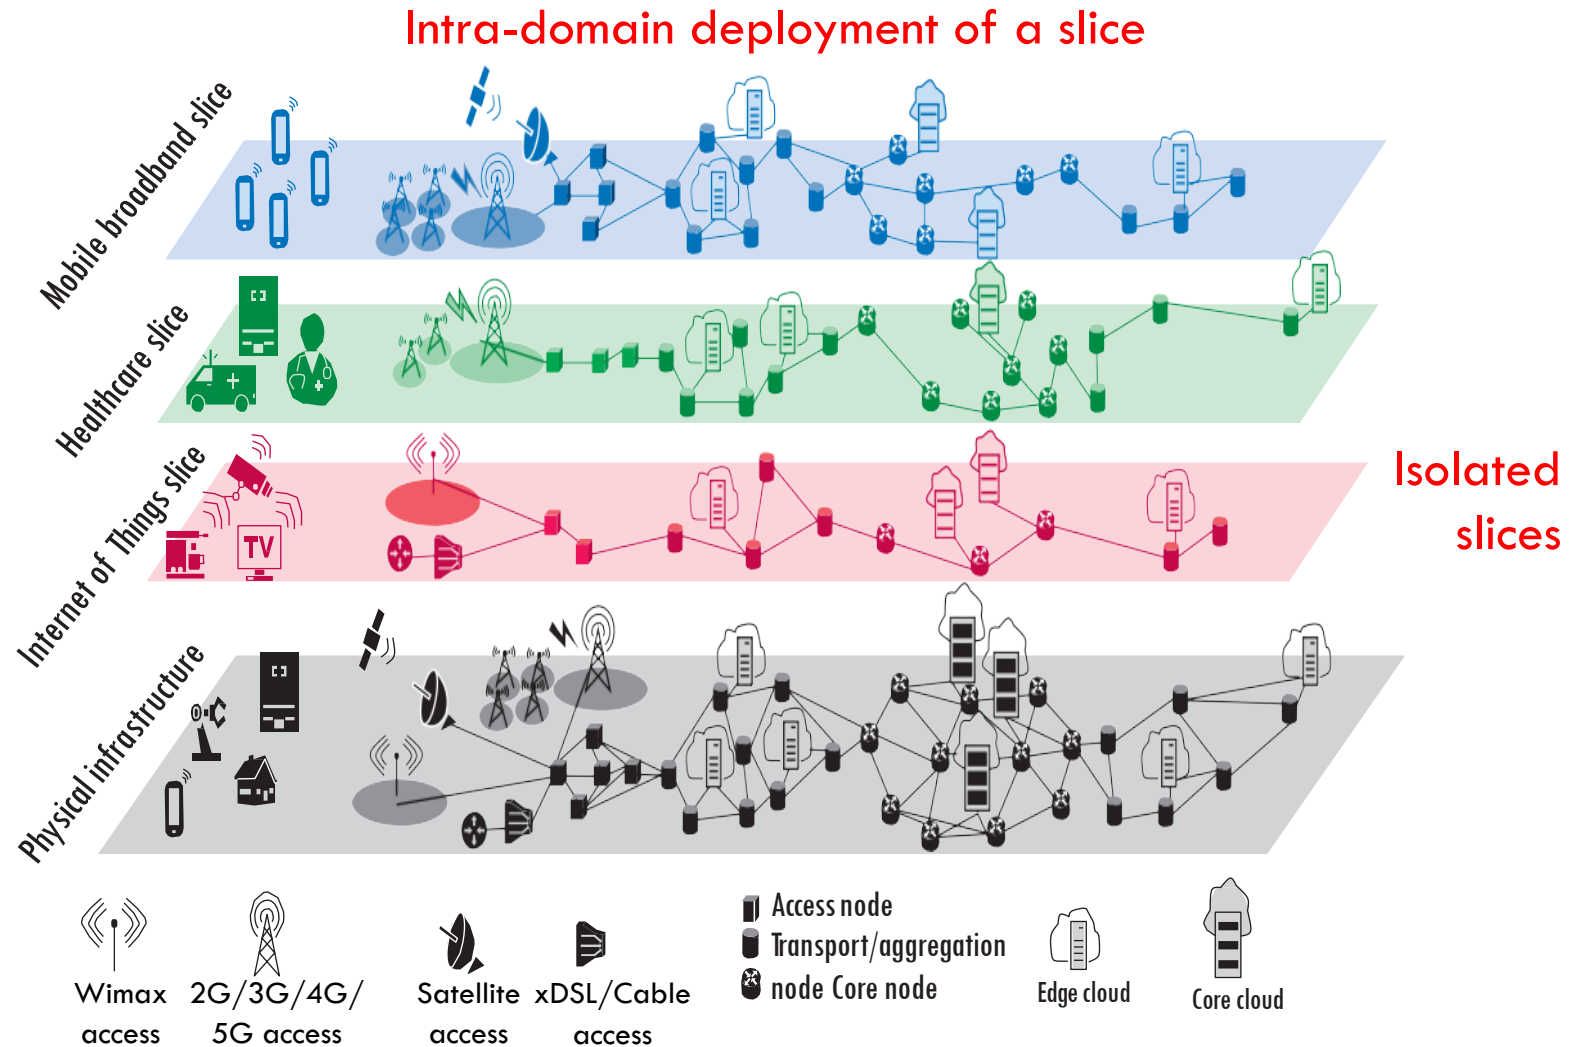 Intra-domain deployment of a slice
Mobile broadband slice
Healthcare slice
Internet of Things slice
TV
Isolated
slices
Physical infrastructure
Wimax
access
2G/3G/4G/
5G access
Satellite
access
xDSL/Cable
access
Access node
Transport/aggregation
node Core node
Edge cloud
Core cloud